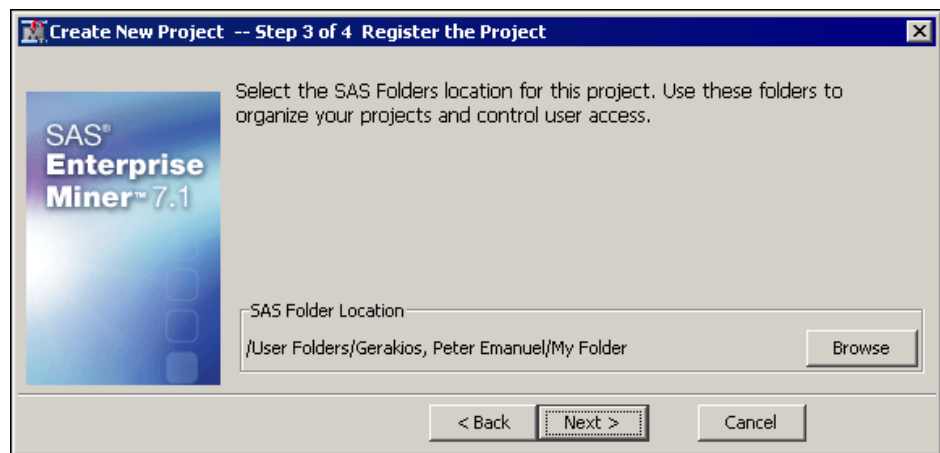 Create New Project -- Step 3 of 4 Register the Project
Select the SAS Folders location for this project. Use these folders to
organize your projects and control user access.
SAS®
Enterprise
Miner™ 7.1
SAS Folder Location
/User Folders/Gerakios, Peter Emanuel/My Folder
Browse
< Back
Next >
Cancel